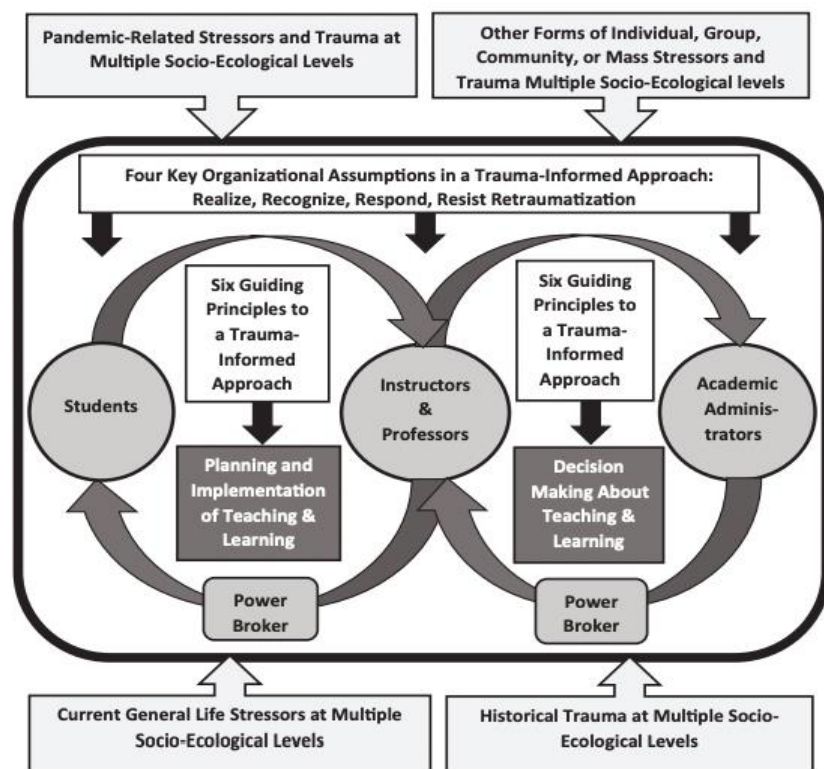 Pandemic-Related Stressors and Trauma at
Multiple Socio-Ecological Levels
Other Forms of Individual, Group,
Community, or Mass Stressors and
Trauma Multiple Socio-Ecological levels
Four Key Organizational Assumptions in a Trauma-Informed Approach:
Realize, Recognize, Respond, Resist Retraumatization
Students
Six Guiding
Principles to
a Trauma-
Informed
Approach
Planning and
Implementation
of Teaching &
Learning
Power
Broker
Instructors
&
Professors
Six Guiding
Principles to
a Trauma-
Informed
Approach
Decision
Making About
Teaching &
Learning
Power
Broker
Academic
Adminis-
trators
Current General Life Stressors at Multiple
Socio-Ecological Levels
Historical Trauma at Multiple Socio-
Ecological Levels